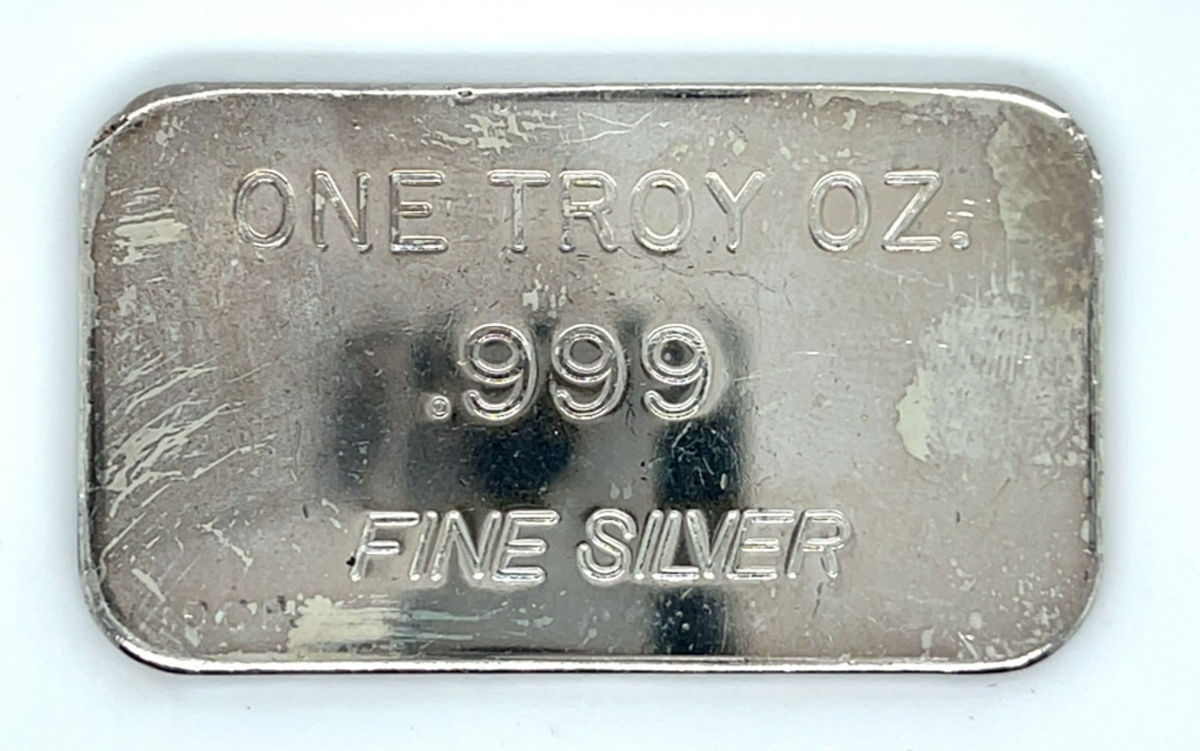 ONE TROY OZ.
.999
FINE SILVER